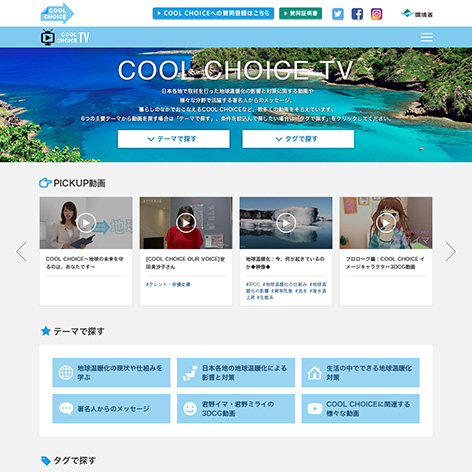 COOL CHOICE
COOL CHOICEへの賛同登録はこちら
賛同証明書
環境省
COOL CHOICE TV
COOL CHOICE TV
日本各地で取材を行った地球温暖化の影響と対策に関する動画や
様々な分野で活躍する著名人からのメッセージ、
暮らしのなかでおこなえるCOOL CHOICEなど、数多くの動画をそろえています。
6つの主要テーマから動画を探す場合は「テーマで探す」、条件を絞込んで探したい場合は「タグで探す」をクリックしてください。
テーマで探す
タグで探す
PICKUP動画
COOL CHOICE〜地球の未来を守
るのは、あなたです〜
[COOL CHOICE OUR VOICE]安
田美沙子さん
#タレント・俳優女優
地球温暖化：今、何が起きているの
か◆映像◆
#IPCC #地球温暖化の仕組み #地球温
暖化の影響 #異常気象 #流氷 #海水温
上昇 #生態系
プロローグ編：COOL CHOICE イ
メージキャラクター3DCG動画
テーマで探す
地球温暖化の現状や仕組みを
学ぶ
日本各地の地球温暖化による
影響と対策
生活の中でできる地球温暖化
対策
著名人からのメッセージ
君野イマ・君野ミライの
3DCG動画
COOL CHOICEに関連する
様々な動画
タグで探す